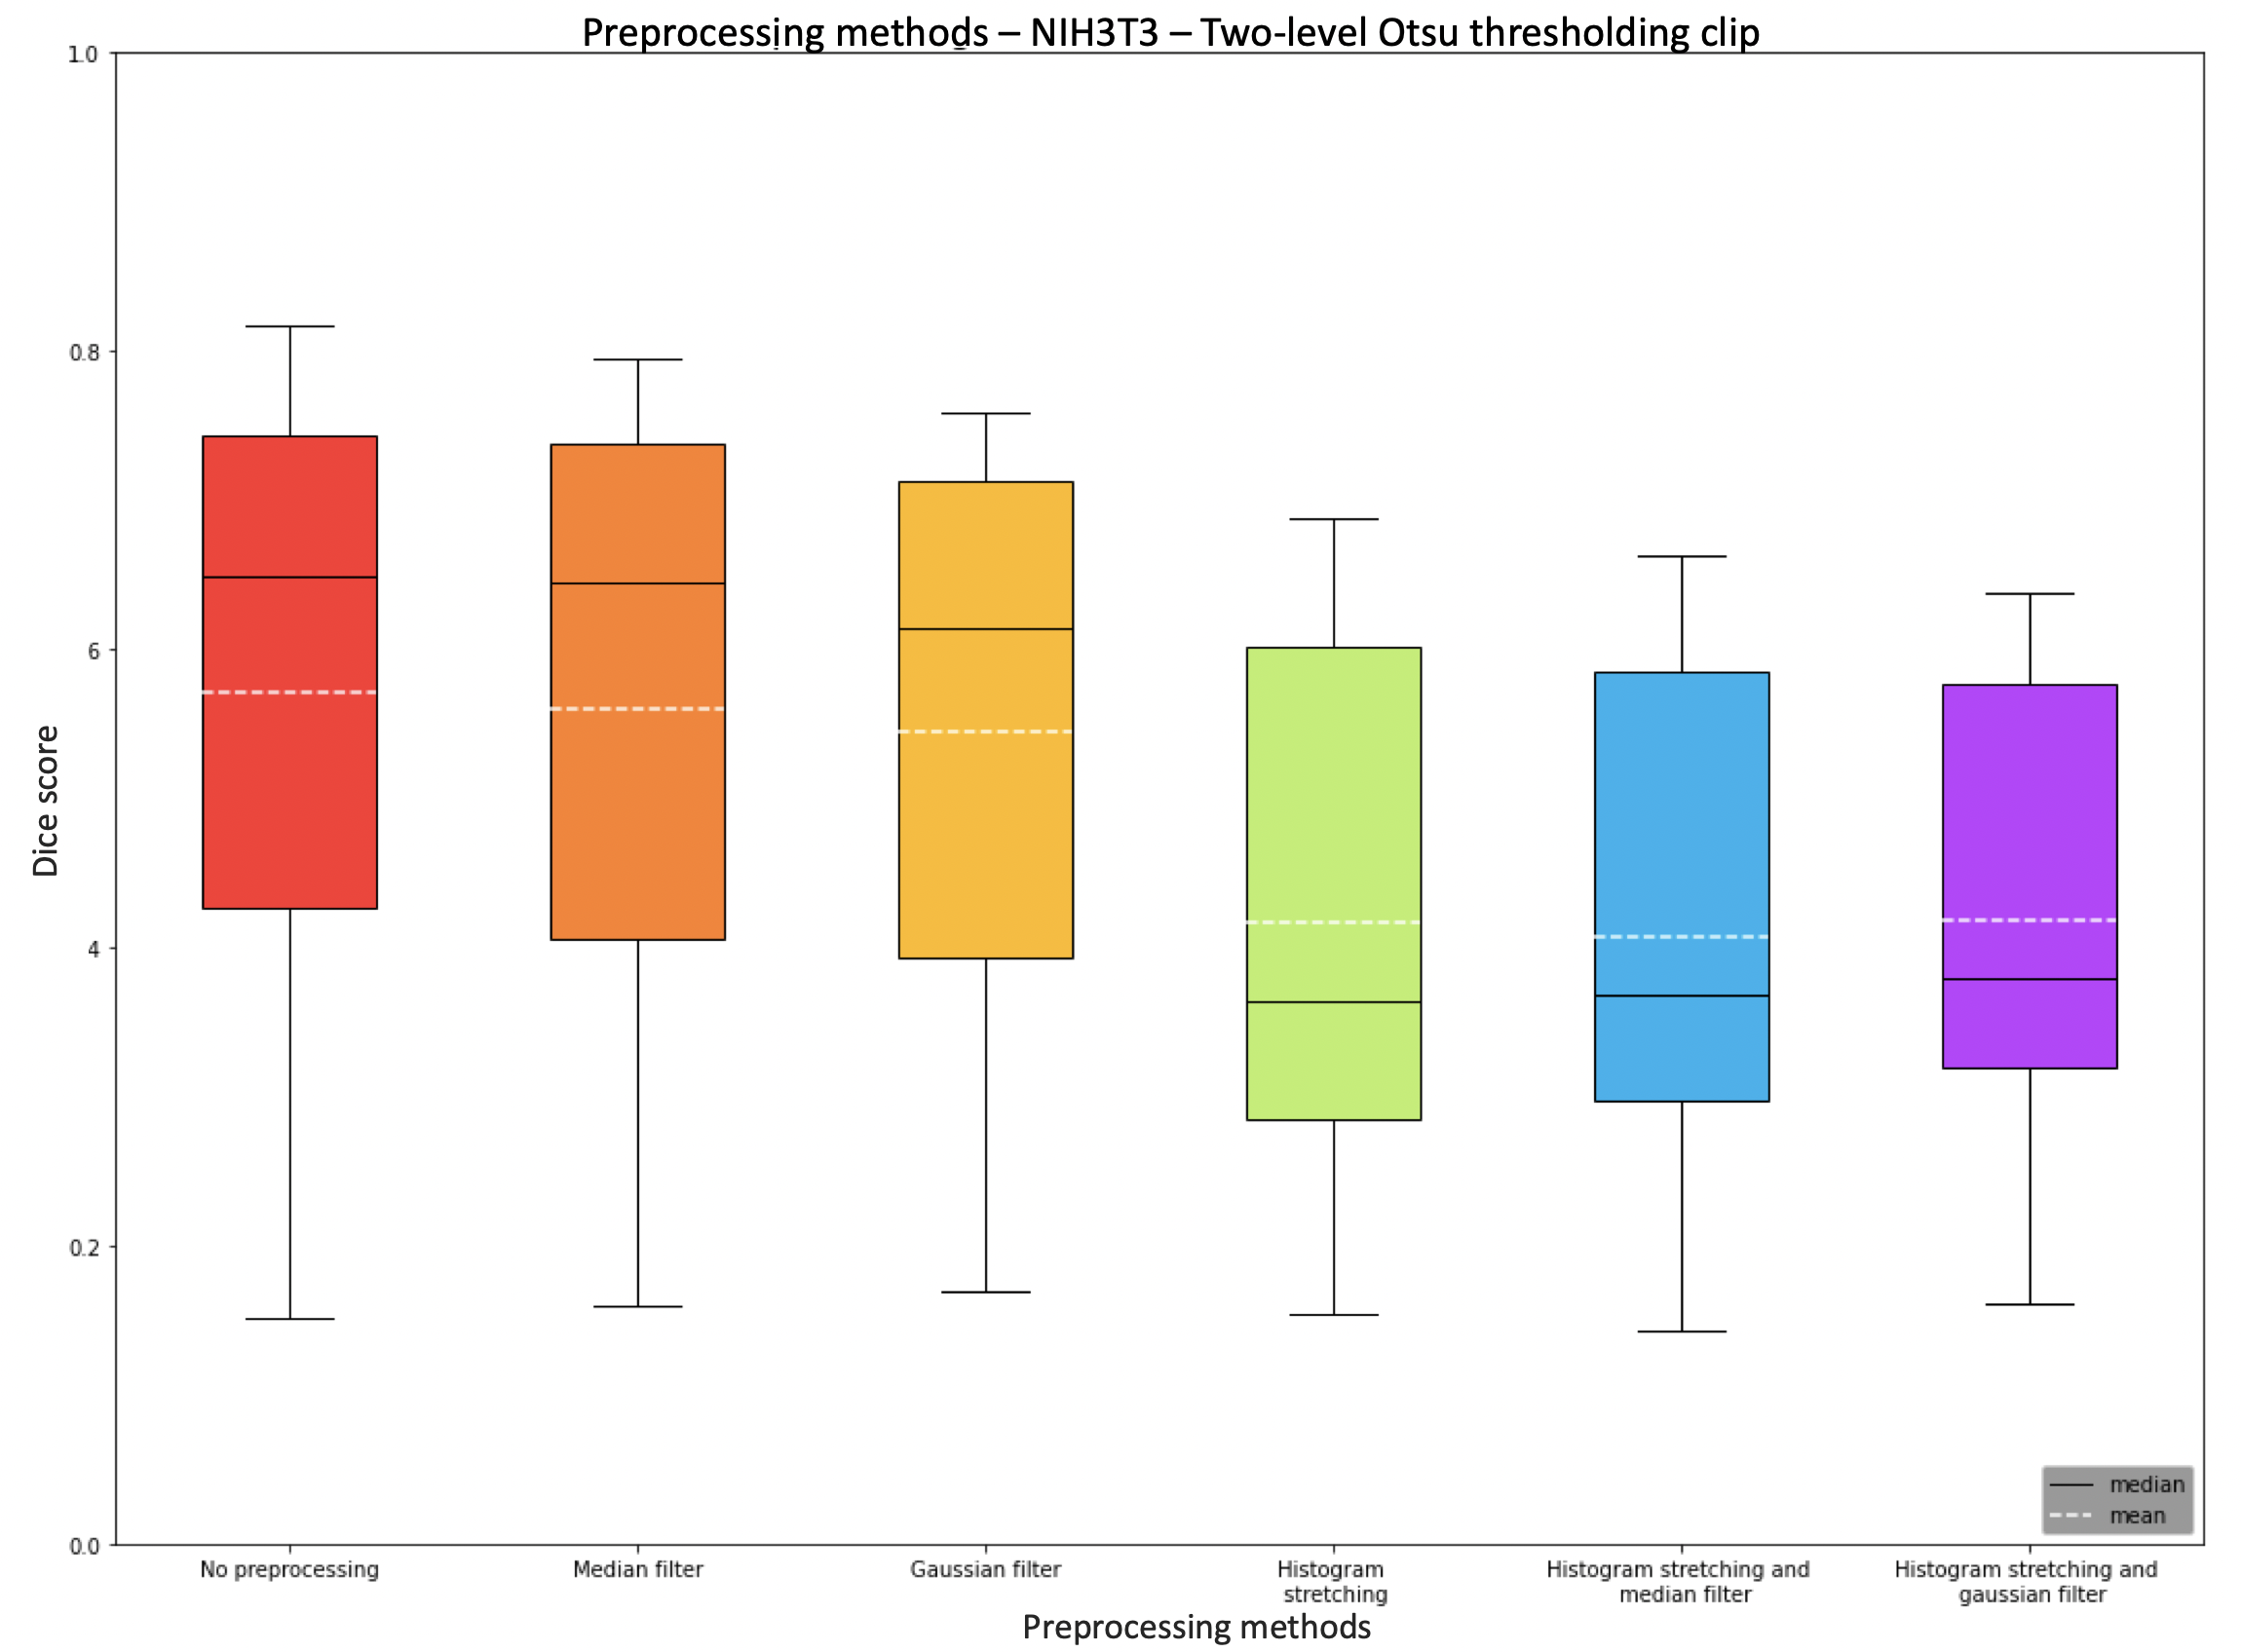 Preprocessing methods – NIH3T3 – Two-level Otsu thresholding clip
1.0
0.8
6
4
0.2
0.0
Dice score
median
mean
No preprocessing
Median filter
Gaussian filter
Histogram
stretching
Histogram stretching and
median filter
Histogram stretching and
gaussian filter
Preprocessing methods